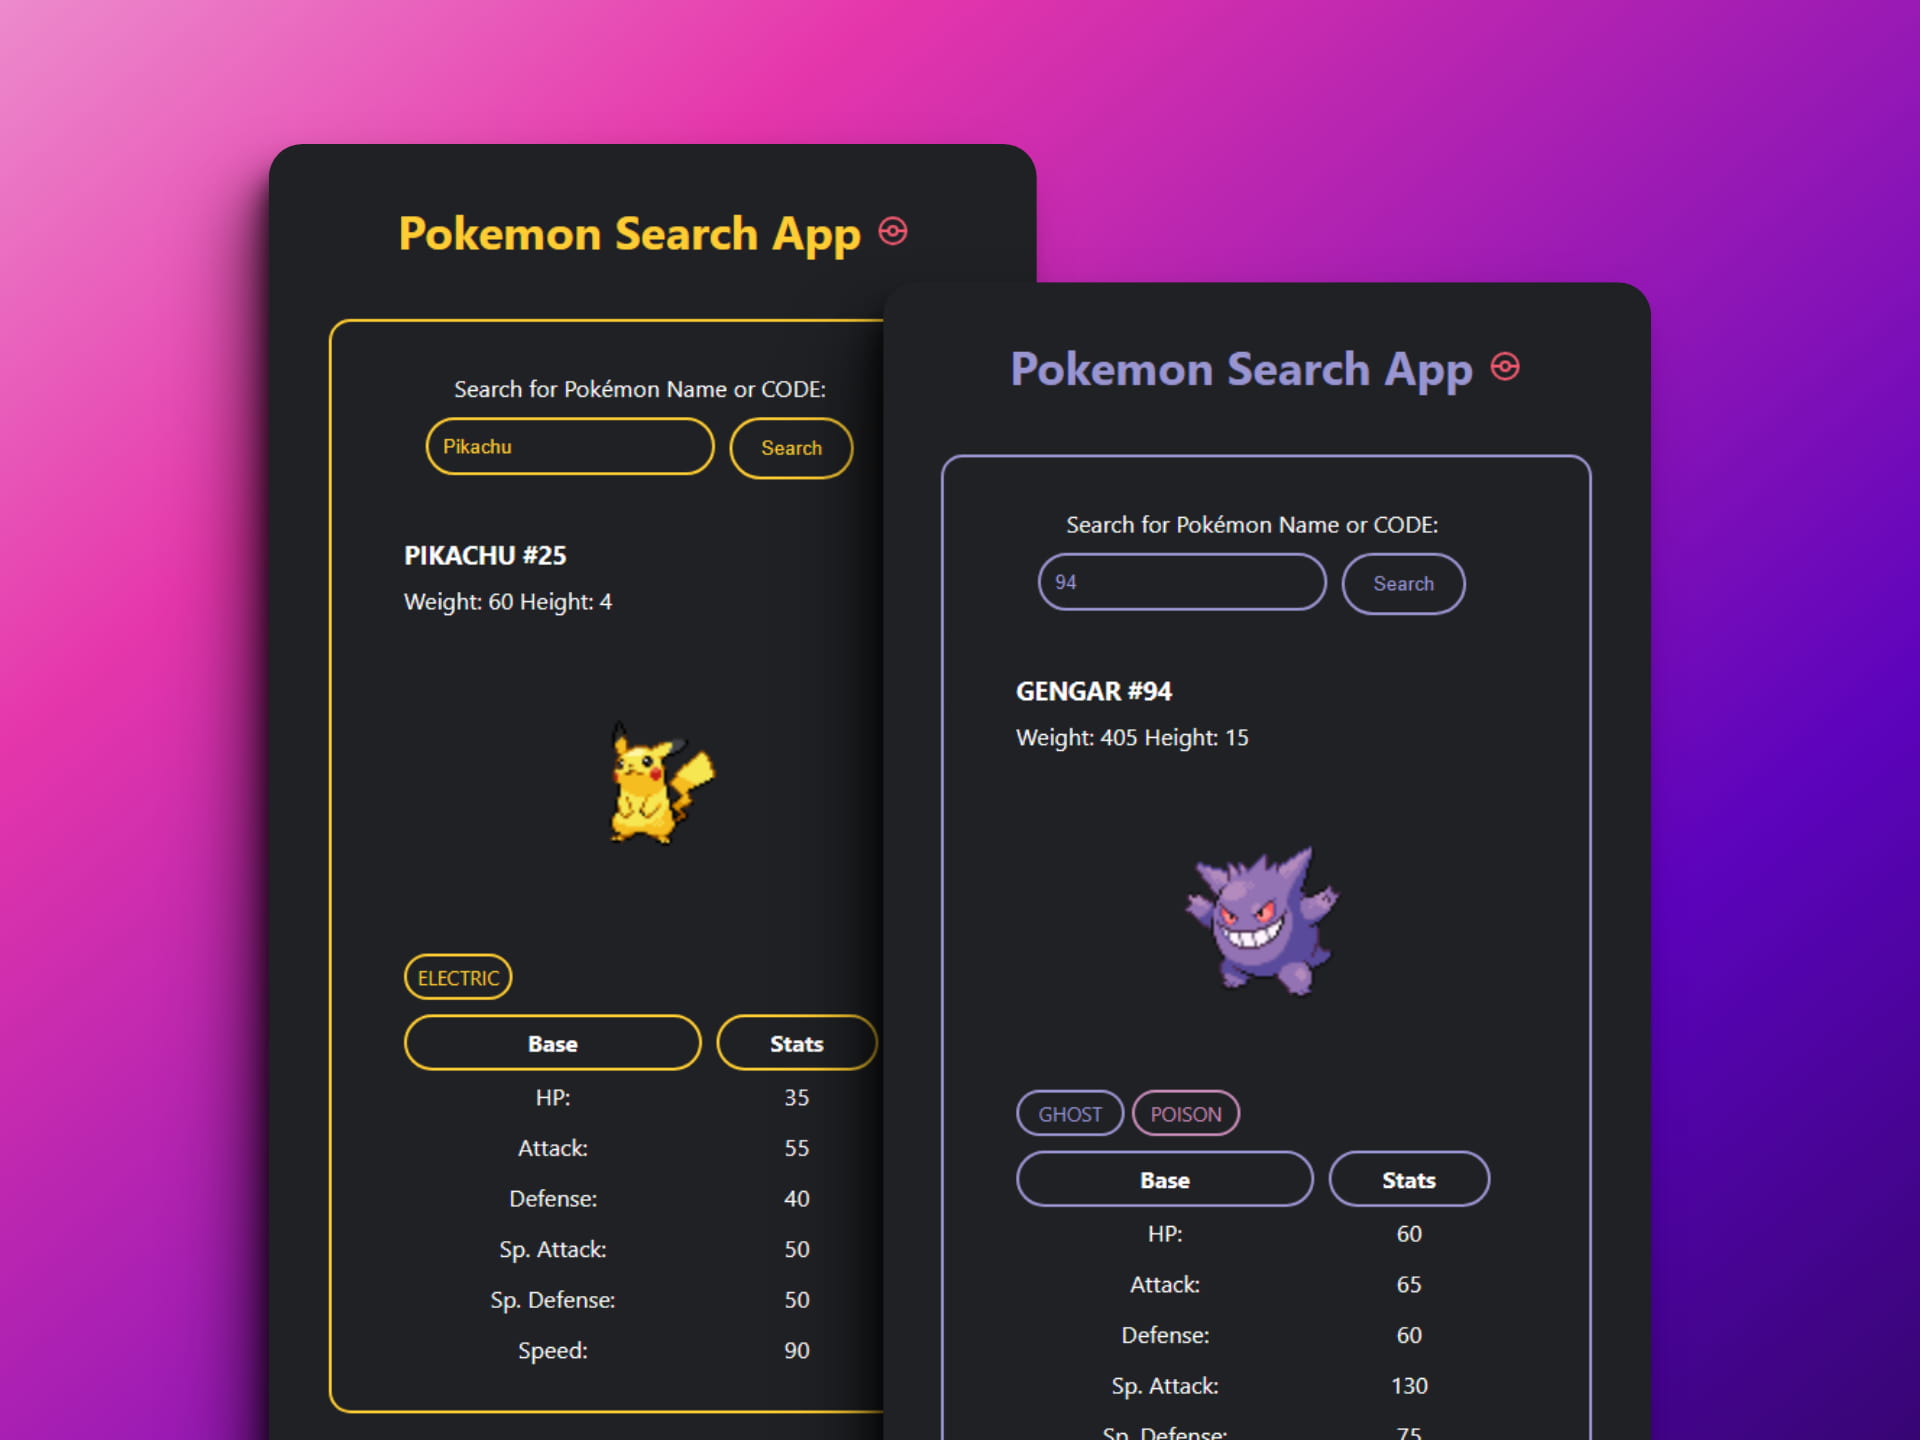 Pokemon Search App
Search for Pokémon Name or CODE:
Pikachu
Search
PIKACHU #25
Weight: 60 Height: 4
ELECTRIC
Base Stats
HP: 35
Attack: 55
Defense: 40
Sp. Attack: 50
Sp. Defense: 50
Speed: 90
Pokemon Search App
Search for Pokémon Name or CODE:
94
Search
GENGAR #94
Weight: 405 Height: 15
GHOST POISON
Base Stats
HP: 60
Attack: 65
Defense: 60
Sp. Attack: 130
Sp. Defense: 75